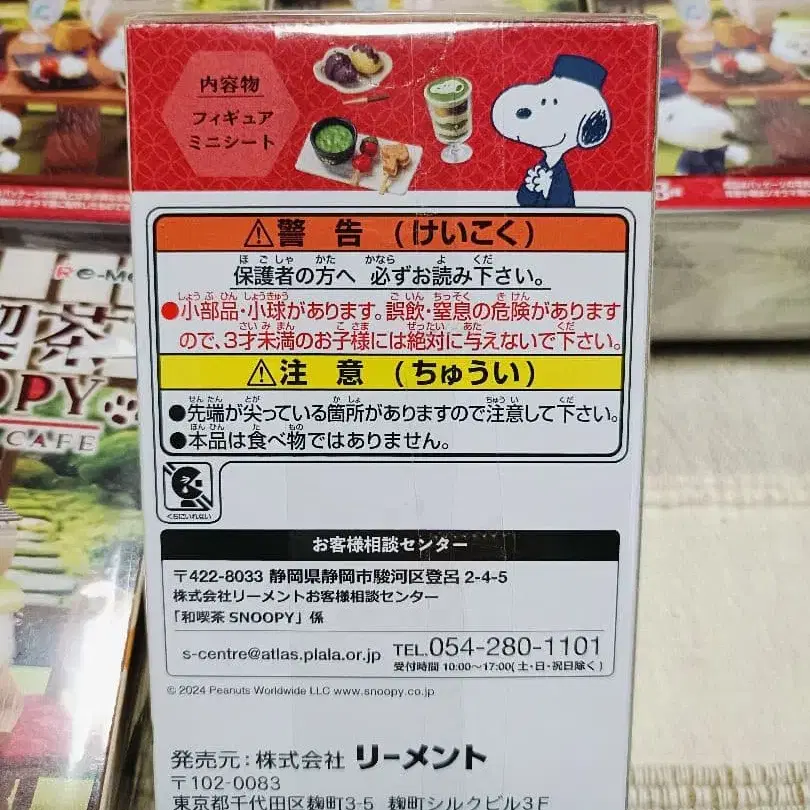 内容物
フィギュア
ミニシート
⚠警告 (けいこく)
保護者の方へ 必ずお読み下さい。
●小部品・小球があります。誤飲・窒息の危険があります
ので、3才未満のお子様には絶対に与えないで下さい。
⚠注意 (ちゅうい)
●先端が尖っている箇所がありますので注意して下さい。
●本品は食べ物ではありません。
くちにいれない
お客様相談センター
〒422-8033 静岡県静岡市駿河区登呂 2-4-5
株式会社リーメントお客様相談センター
「和喫茶 SNOOPY」係
s-centre@atlas.plala.or.jp TEL.054-280-1101
受付時間 10:00〜17:00(土・日・祝日除く)
© 2024 Peanuts Worldwide LLC www.snoopy.co.jp
発売元:株式会社 リーメント
〒102-0083
東京都千代田区麹町3-5 麹町シルクビル3F
喫茶
OOPY
CAFE